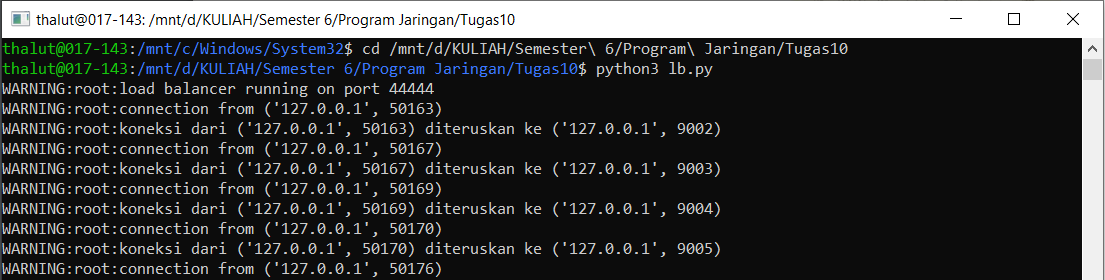 thalut@017-143: /mnt/d/KULIAH/Semester 6/Program Jaringan/Tugas10
thalut@017-143:/mnt/c/Windows/System32$ cd /mnt/d/KULIAH/Semester\ 6/Program\ Jaringan/Tugas10
thalut@017-143:/mnt/d/KULIAH/Semester 6/Program Jaringan/Tugas10$ python3 lb.py
WARNING:root:load balancer running on port 44444
WARNING:root:connection from ('127.0.0.1', 50163)
WARNING:root:koneksi dari ('127.0.0.1', 50163) diteruskan ke ('127.0.0.1', 9002)
WARNING:root:connection from ('127.0.0.1', 50167)
WARNING:root:koneksi dari ('127.0.0.1', 50167) diteruskan ke ('127.0.0.1', 9003)
WARNING:root:connection from ('127.0.0.1', 50169)
WARNING:root:koneksi dari ('127.0.0.1', 50169) diteruskan ke ('127.0.0.1', 9004)
WARNING:root:connection from ('127.0.0.1', 50170)
WARNING:root:koneksi dari ('127.0.0.1', 50170) diteruskan ke ('127.0.0.1', 9005)
WARNING:root:connection from ('127.0.0.1', 50176)